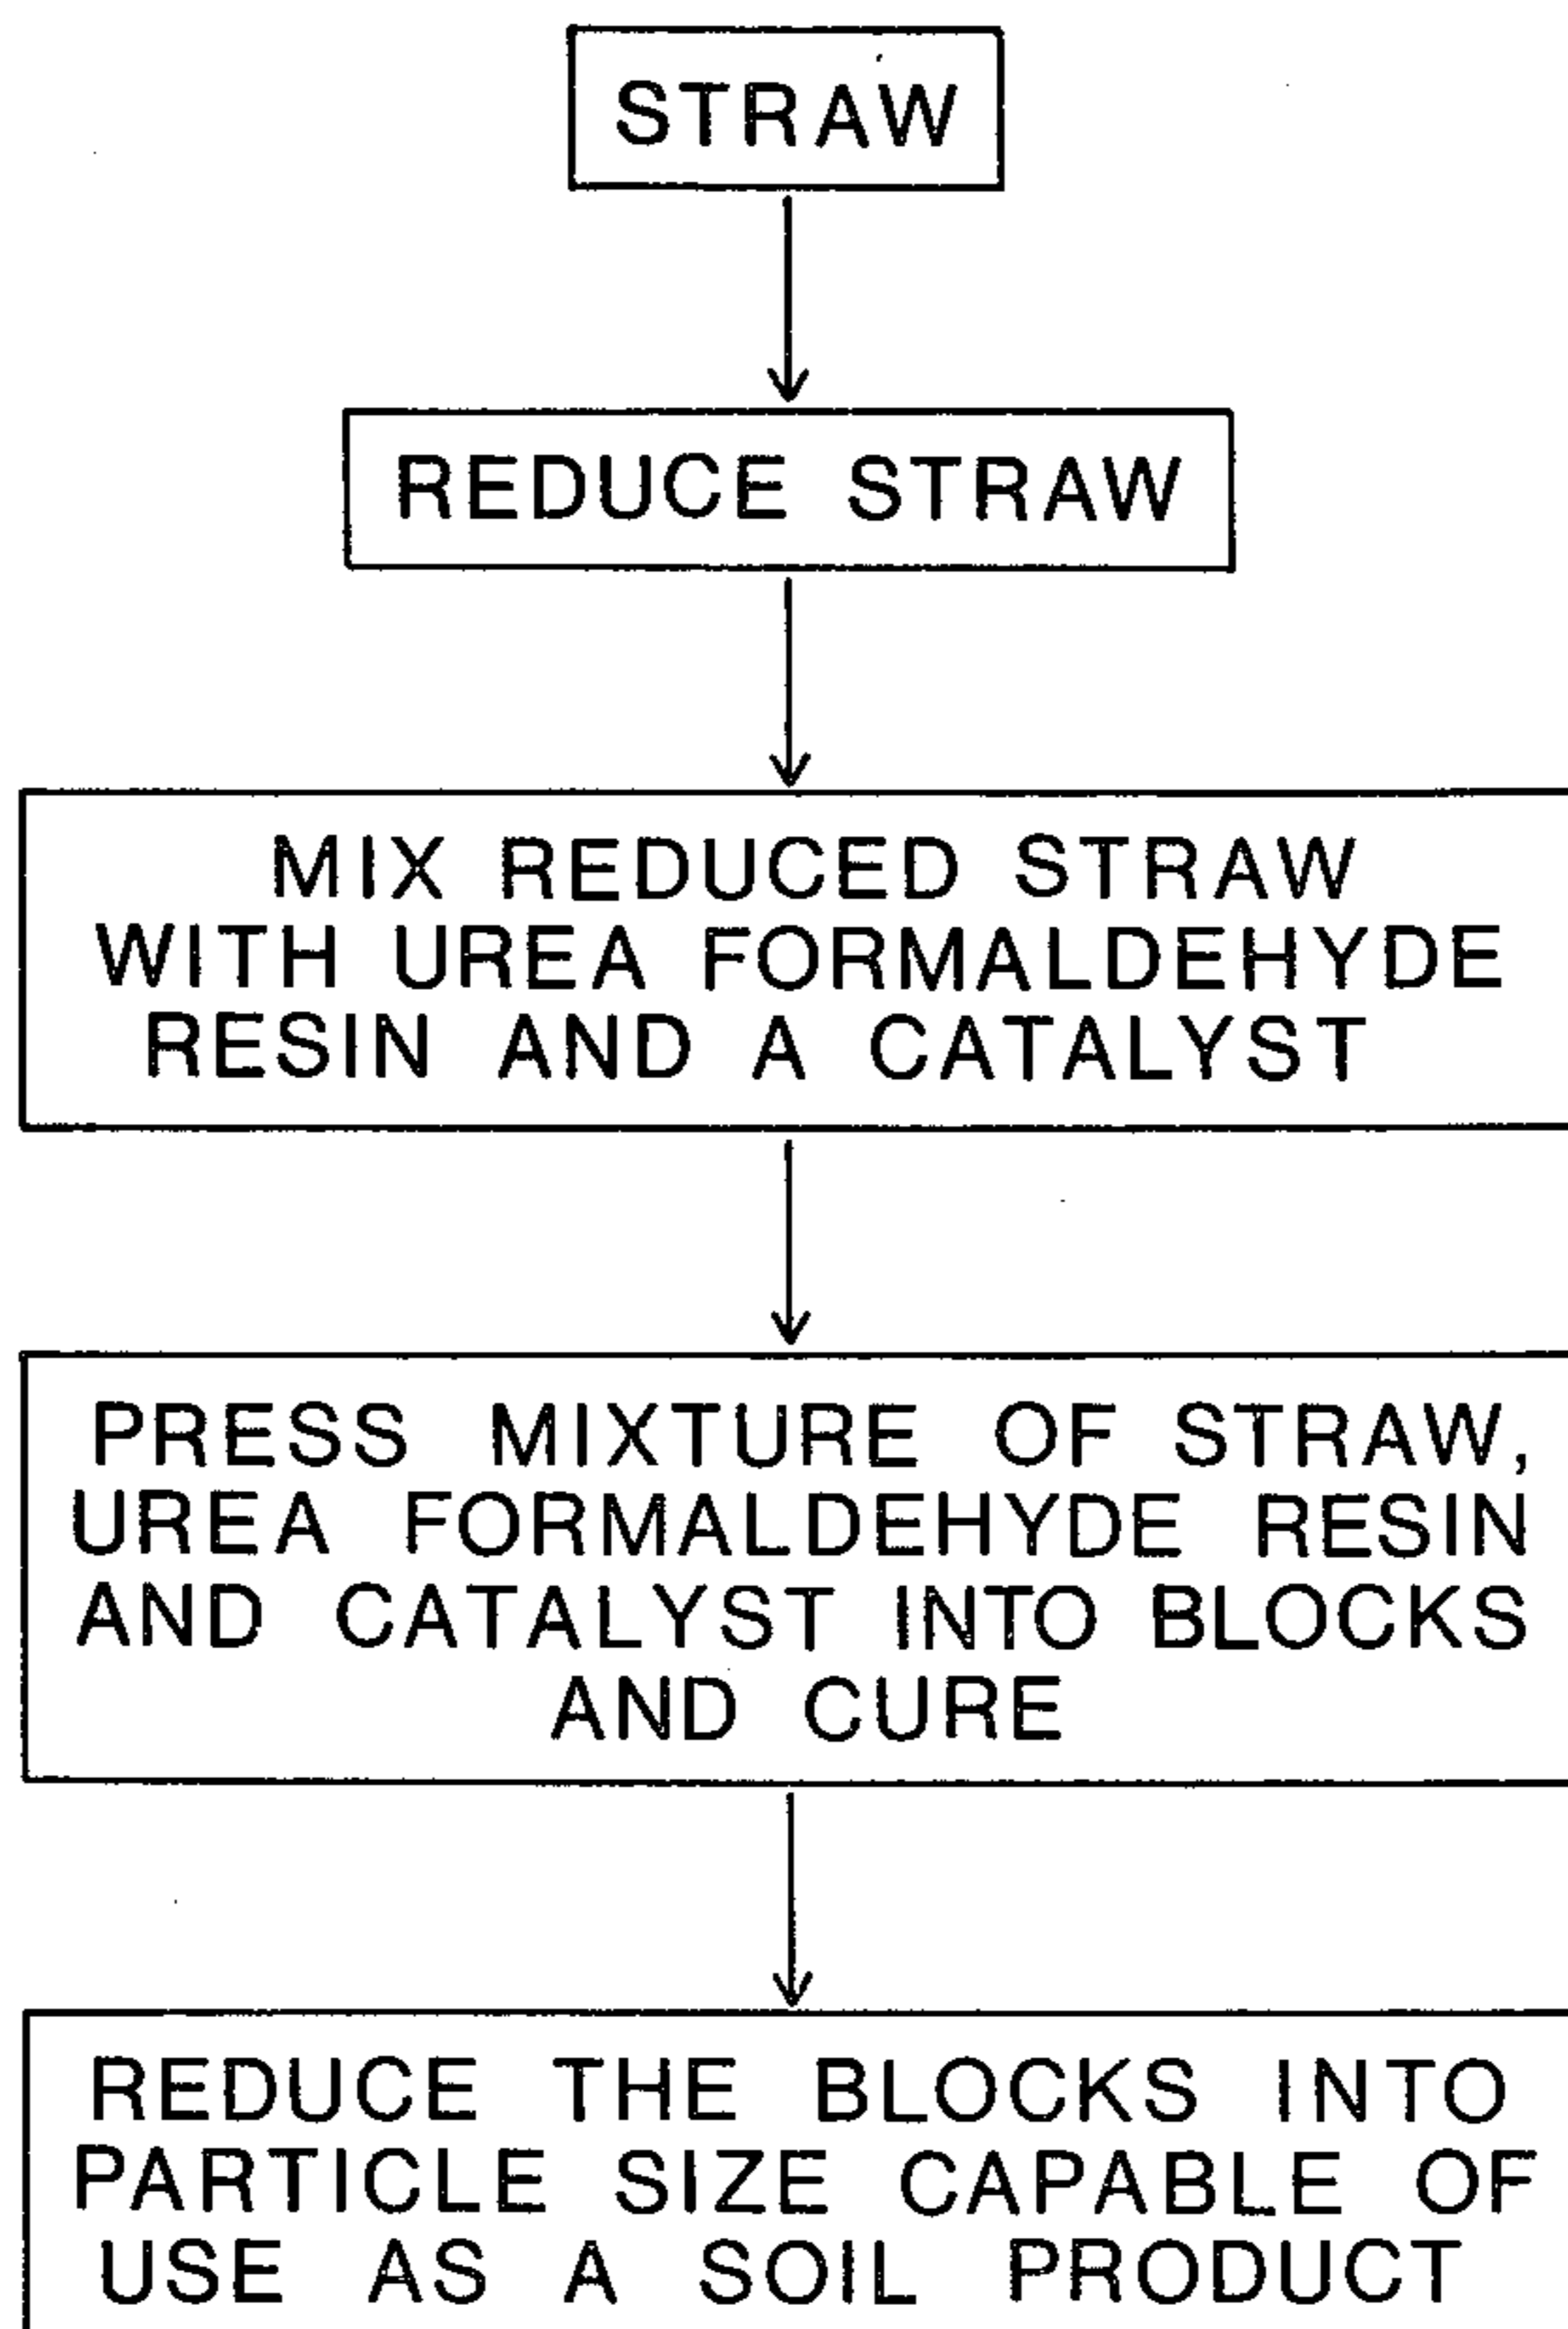 STRAW
REDUCE STRAW
MIX REDUCED STRAW
WITH UREA FORMALDEHYDE
RESIN AND A CATALYST
PRESS MIXTURE OF STRAW,
UREA FORMALDEHYDE RESIN
AND CATALYST INTO BLOCKS
AND CURE
REDUCE THE BLOCKS INTO
PARTICLE SIZE CAPABLE OF
USE AS A SOIL PRODUCT